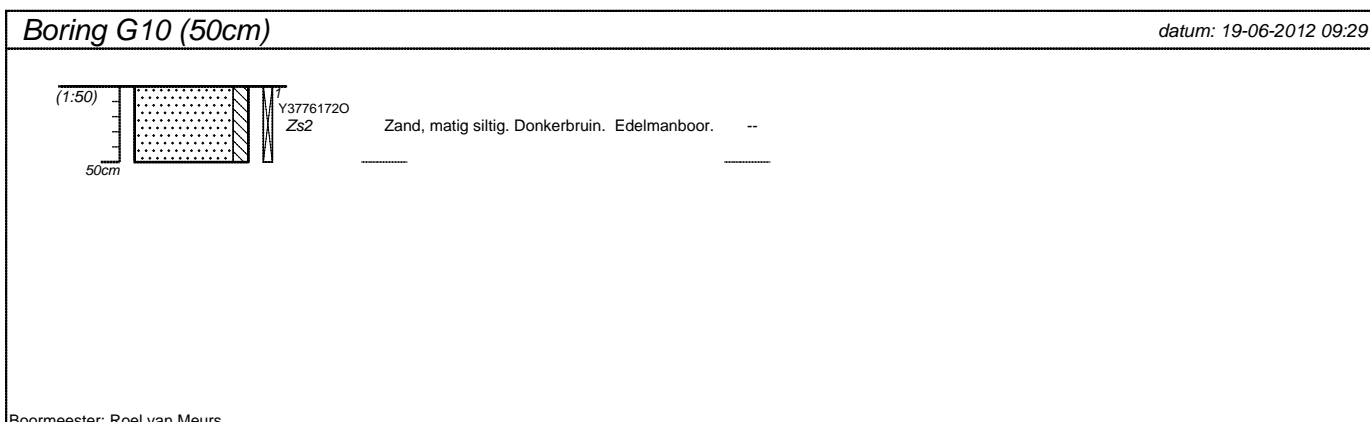 Boring G10 (50cm)
datum: 19-06-2012 09:29
(1:50)
1
Y3776172O
Zs2
Zand, matig siltig. Donkerbruin. Edelmanboor.
--
50cm
Boormeester: Roel van Meurs